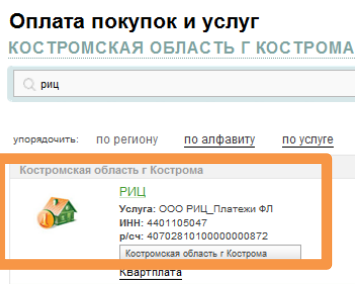 Оплата покупок и услуг
КОСТРОМСКАЯ ОБЛАСТЬ Г КОСТРОМА
риц
упорядочить: по региону по алфавиту по услуге
Костромская область г Кострома
РИЦ
Услуга: ООО РИЦ_Платежи ФЛ
ИНН: 4401105047
р/сч: 40702810100000000872
Костромская область г Кострома
Квартплата